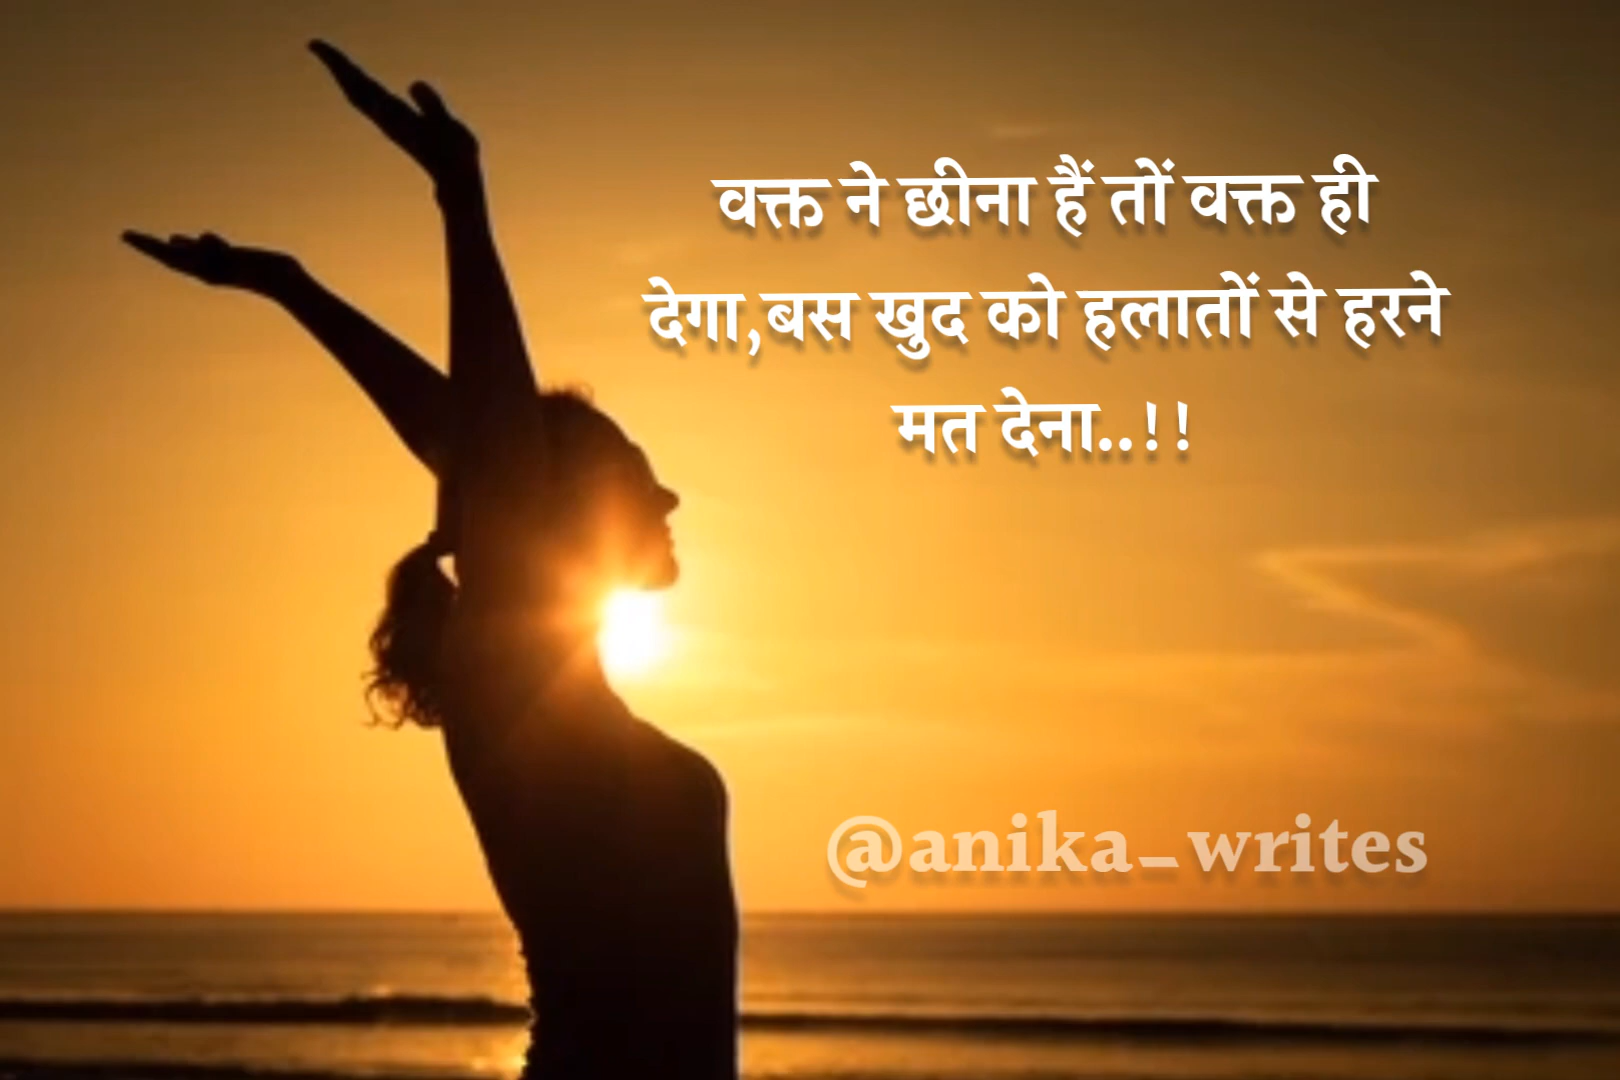 वक्त ने छीना हैं तों वक्त ही
देगा,बस खुद को हलातों से हरने
मत देना..!!
@anika_writes